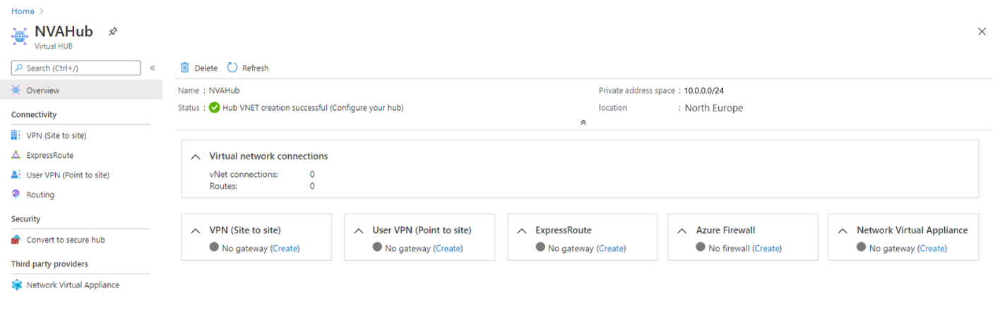 Home >
NVAHub
Virtual HUB
Search (Ctrl+/)
«
Overview
Connectivity
VPN (Site to site)
ExpressRoute
User VPN (Point to site)
Routing
Security
Convert to secure hub
Third party providers
Network Virtual Appliance
Delete Refresh
Name : NVAHub
Private address space : 10.0.0.0/24
Status : Hub VNET creation successful (Configure your hub)
location : North Europe
Virtual network connections
vNet connections: 0
Routes: 0
VPN (Site to site)
No gateway (Create)
User VPN (Point to site)
No gateway (Create)
ExpressRoute
No gateway (Create)
Azure Firewall
No firewall (Create)
Network Virtual Appliance
No gateway (Create)